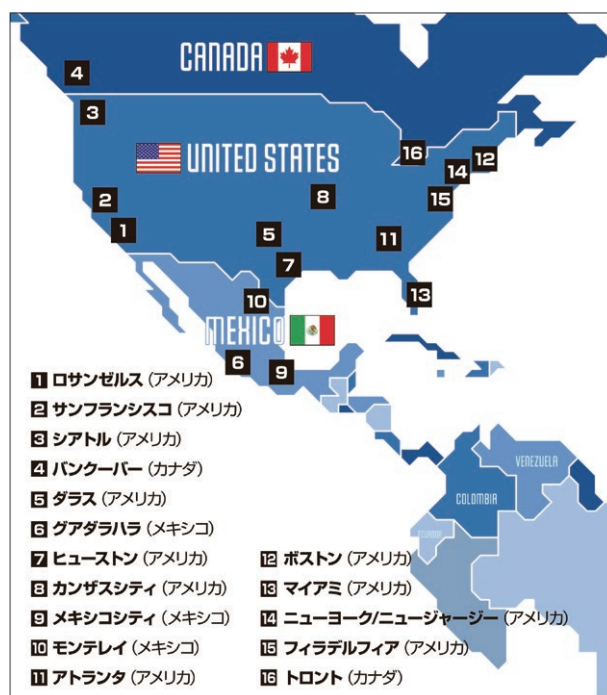 CANADA
4
3
UNITED STATES
16
12
14
8
15
2
1
5
11
7
10
13
MEXICO
6
9
VENEZUELA
COLOMBIA
ECUADOR
1 ロサンゼルス (アメリカ)
2 サンフランシスコ (アメリカ)
3 シアトル (アメリカ)
4 バンクーバー (カナダ)
5 ダラス (アメリカ)
6 グアダラハラ (メキシコ)
7 ヒューストン (アメリカ)
8 カンザスシティ (アメリカ)
9 メキシコシティ (メキシコ)
10 モンテレイ (メキシコ)
11 アトランタ (アメリカ)
12 ボストン (アメリカ)
13 マイアミ (アメリカ)
14 ニューヨーク/ニュージャージー (アメリカ)
15 フィラデルフィア (アメリカ)
16 トロント (カナダ)